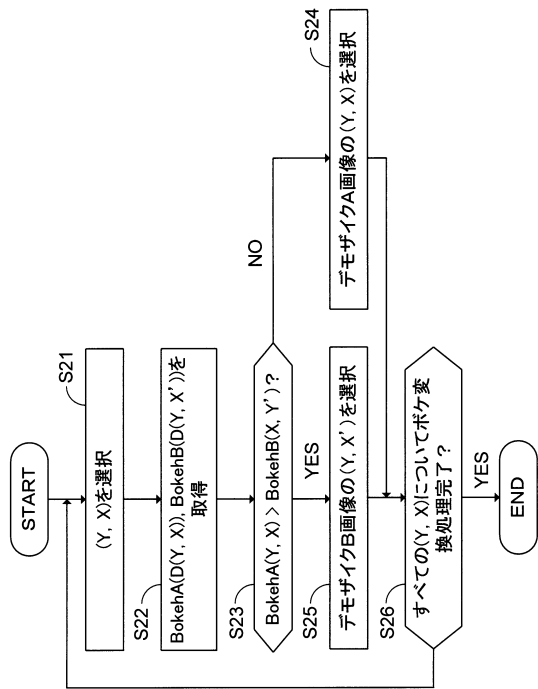 START
S21
(Y, X)を選択
S22
BokehA(D(Y, X)), BokehB(D(Y, X'))を
取得
S23
BokehA(Y, X) > BokehB(X, Y')?
NO
YES
S24
デモザイクA画像の(Y, X)を選択
S25
デモザイクB画像の(Y, X')を選択
S26
すべての(Y, X)についてボケ変
換処理完了?
YES
END